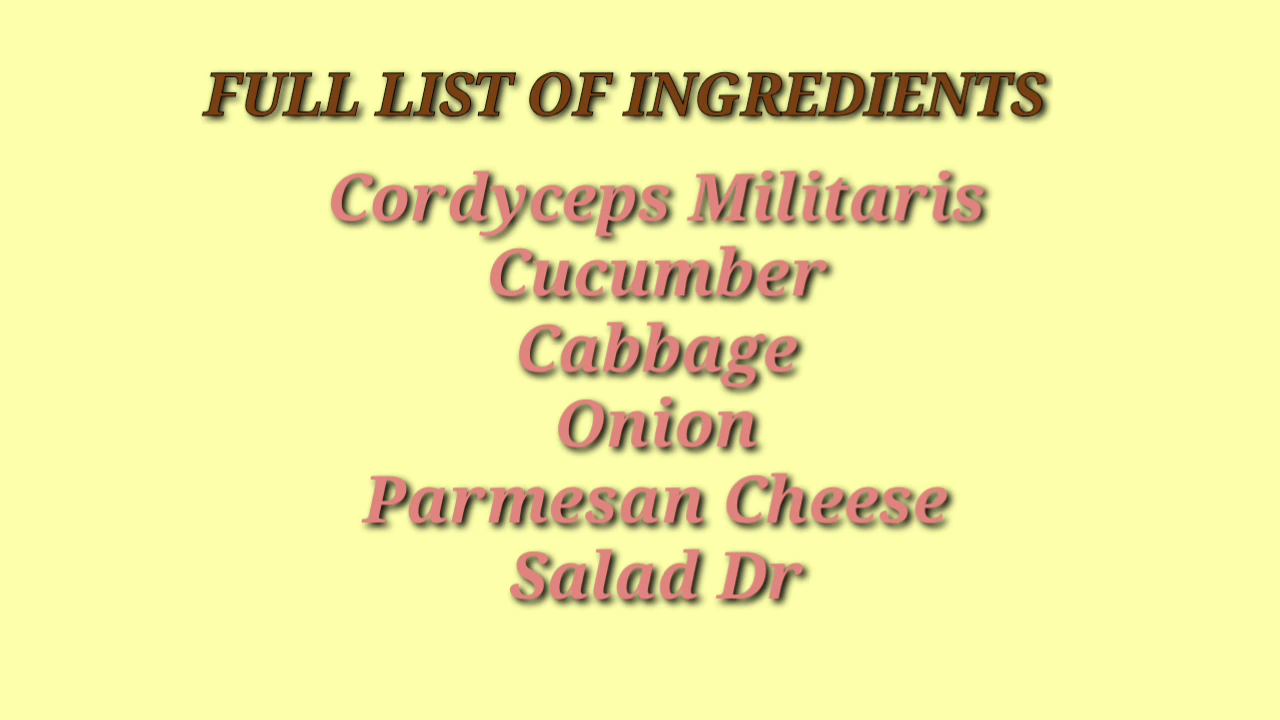 FULL LIST OF INGREDIENTS
Cordyceps Militaris
Cucumber
Cabbage
Onion
Parmesan Cheese
Salad Dr